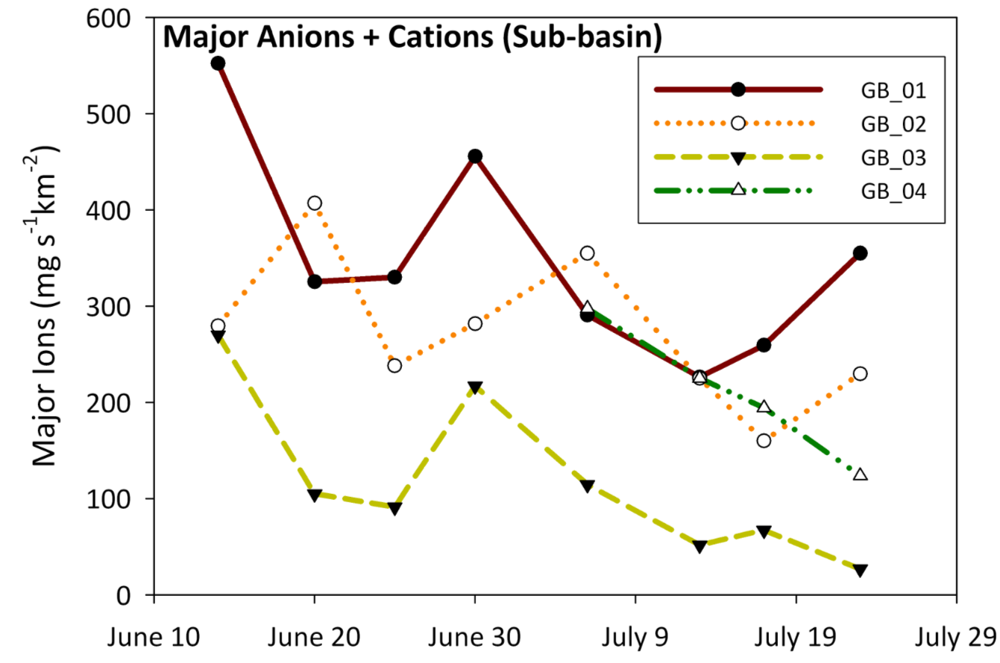 Major Anions + Cations (Sub-basin)
600
500
400
300
200
100
0
Major Ions (mg s⁻¹km⁻²)
GB_01
GB_02
GB_03
GB_04
June 10 June 20 June 30 July 9 July 19 July 29